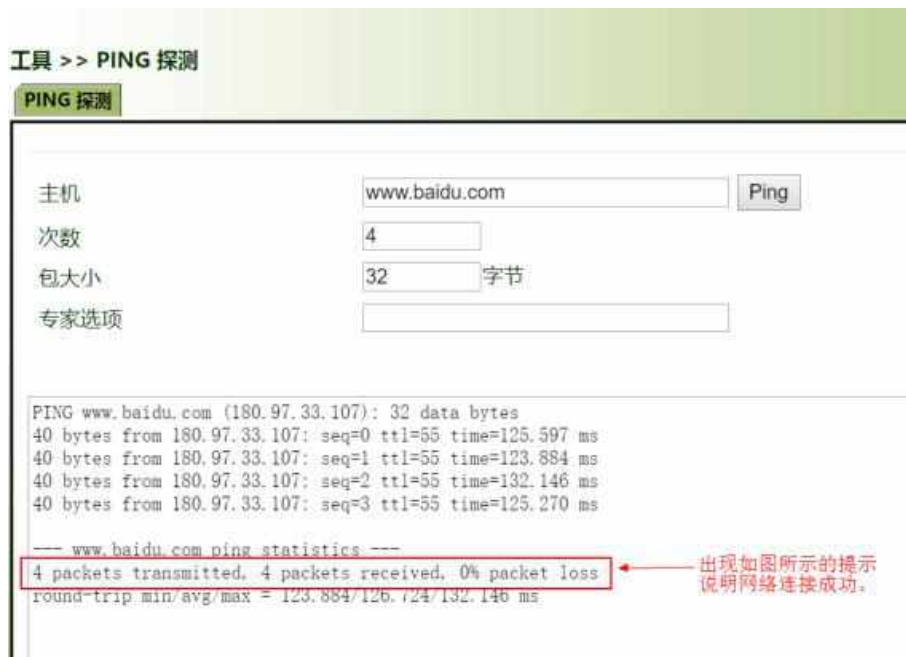 工具 >> PING 探测
PING 探测
主机 www.baidu.com Ping
次数 4
包大小 32 字节
专家选项
PING www.baidu.com (180.97.33.107): 32 data bytes
40 bytes from 180.97.33.107: seq=0 ttl=55 time=125.597 ms
40 bytes from 180.97.33.107: seq=1 ttl=55 time=123.884 ms
40 bytes from 180.97.33.107: seq=2 ttl=55 time=132.146 ms
40 bytes from 180.97.33.107: seq=3 ttl=55 time=125.270 ms
--- www.baidu.com ping statistics ---
4 packets transmitted, 4 packets received, 0% packet loss
round-trip min/avg/max = 123.884/126.724/132.146 ms
出现如图所示的提示
说明网络连接成功。